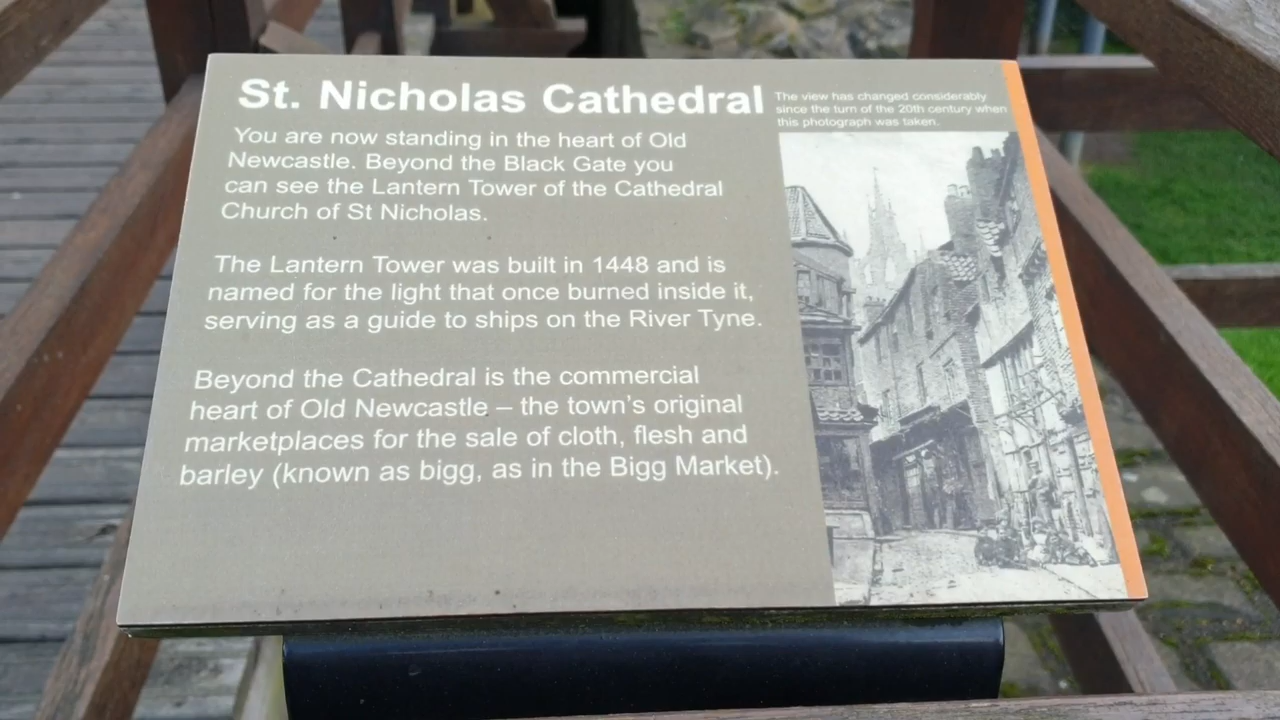 St. Nicholas Cathedral
You are now standing in the heart of Old
Newcastle. Beyond the Black Gate you
can see the Lantern Tower of the Cathedral
Church of St Nicholas.
The Lantern Tower was built in 1448 and is
named for the light that once burned inside it,
serving as a guide to ships on the River Tyne.
Beyond the Cathedral is the commercial
heart of Old Newcastle – the town's original
marketplaces for the sale of cloth, flesh and
barley (known as bigg, as in the Bigg Market).
The view has changed considerably
since the turn of the 20th century when
this photograph was taken.